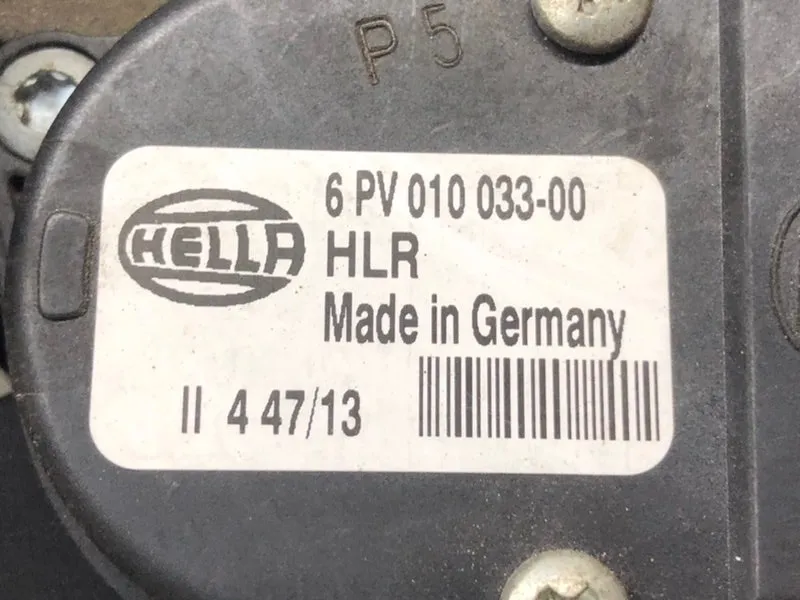 P5
HELLA
6 PV 010 033-00
HLR
Made in Germany
II 4 47/13